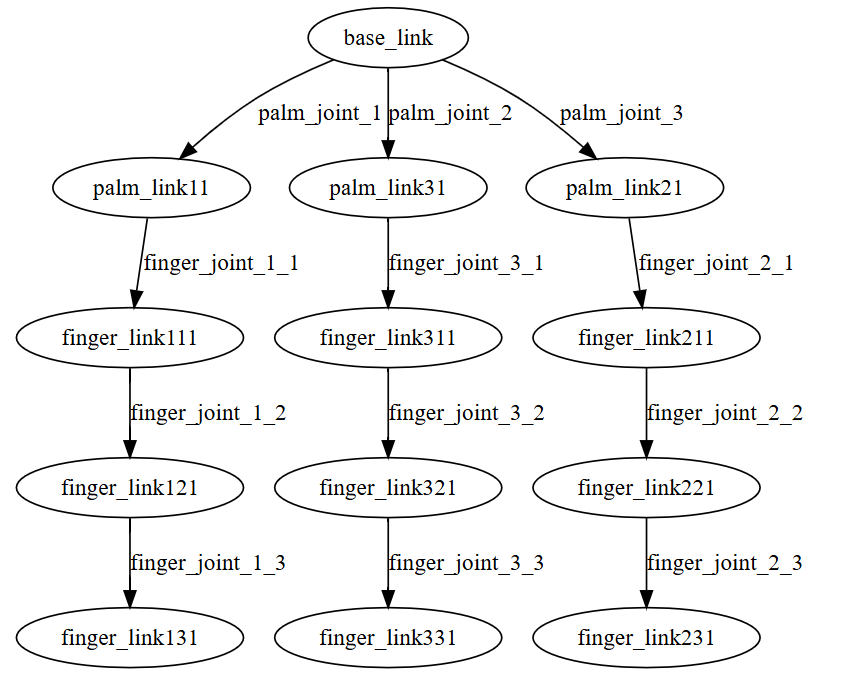 base_link
palm_joint_1 palm_joint_2 palm_joint_3
palm_link11 palm_link31 palm_link21
finger_joint_1_1 finger_joint_3_1 finger_joint_2_1
finger_link111 finger_link311 finger_link211
finger_joint_1_2 finger_joint_3_2 finger_joint_2_2
finger_link121 finger_link321 finger_link221
finger_joint_1_3 finger_joint_3_3 finger_joint_2_3
finger_link131 finger_link331 finger_link231